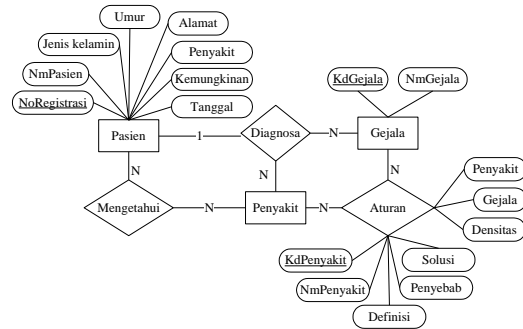 Umur
Alamat
Jenis kelamin
Penyakit
NmPasien
Kemungkinan
NoRegistrasi
Tanggal
KdGejala
NmGejala
Pasien
1
Diagnosa
N
Gejala
N
N
N
Mengetahui
N
Penyakit
N
Aturan
Penyakit
Gejala
Densitas
KdPenyakit
Solusi
NmPenyakit
Penyebab
Definisi